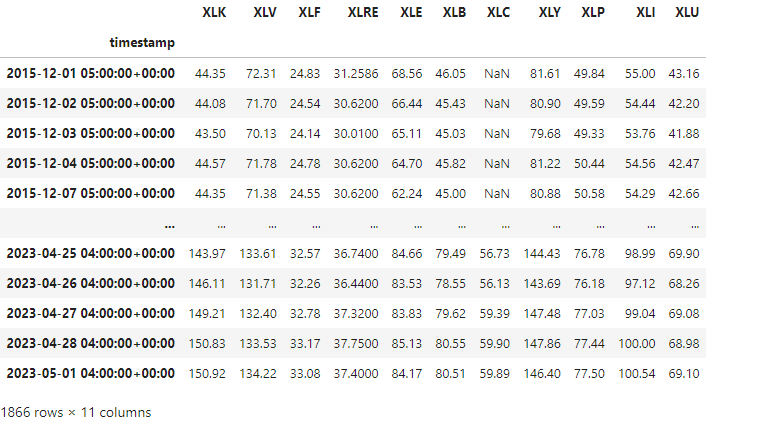 XLK XLV XLF XLRE XLE XLB XLC XLY XLP XLI XLU
timestamp
2015-12-01 05:00:00+00:00 44.35 72.31 24.83 31.2586 68.56 46.05 NaN 81.61 49.84 55.00 43.16
2015-12-02 05:00:00+00:00 44.08 71.70 24.54 30.6200 66.44 45.43 NaN 80.90 49.59 54.44 42.20
2015-12-03 05:00:00+00:00 43.50 70.13 24.14 30.0100 65.11 45.03 NaN 79.68 49.33 53.76 41.88
2015-12-04 05:00:00+00:00 44.57 71.78 24.78 30.6200 64.70 45.82 NaN 81.22 50.44 54.56 42.47
2015-12-07 05:00:00+00:00 44.35 71.38 24.55 30.6200 62.24 45.00 NaN 80.88 50.58 54.29 42.66
... ... ... ... ... ... ... ... ... ... ... ...
2023-04-25 04:00:00+00:00 143.97 133.61 32.57 36.7400 84.66 79.49 56.73 144.43 76.78 98.99 69.90
2023-04-26 04:00:00+00:00 146.11 131.71 32.26 36.4400 83.53 78.55 56.13 143.69 76.18 97.12 68.26
2023-04-27 04:00:00+00:00 149.21 132.40 32.78 37.3200 83.83 79.62 59.39 147.48 77.03 99.04 69.08
2023-04-28 04:00:00+00:00 150.83 133.53 33.17 37.7500 85.13 80.55 59.90 147.86 77.44 100.00 68.98
2023-05-01 04:00:00+00:00 150.92 134.22 33.08 37.4000 84.17 80.51 59.89 146.40 77.50 100.54 69.10
1866 rows × 11 columns